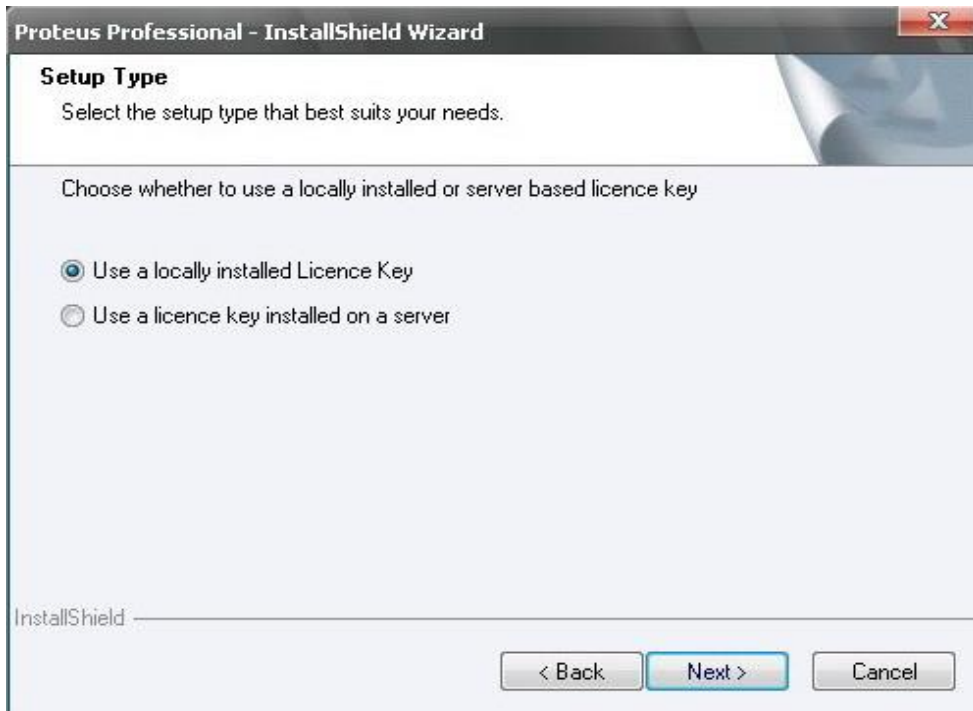 Proteus Professional - InstallShield Wizard
Setup Type
Select the setup type that best suits your needs.
Choose whether to use a locally installed or server based licence key
Use a locally installed Licence Key
Use a licence key installed on a server
InstallShield
< Back Next > Cancel